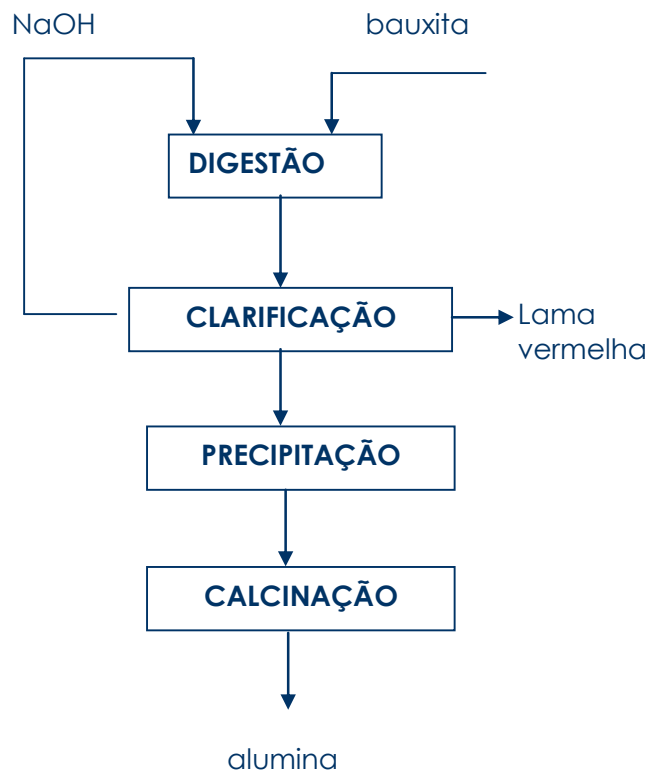 NaOH
bauxita
DIGESTÃO
CLARIFICAÇÃO
Lama
vermelha
PRECIPITAÇÃO
CALCINAÇÃO
alumina